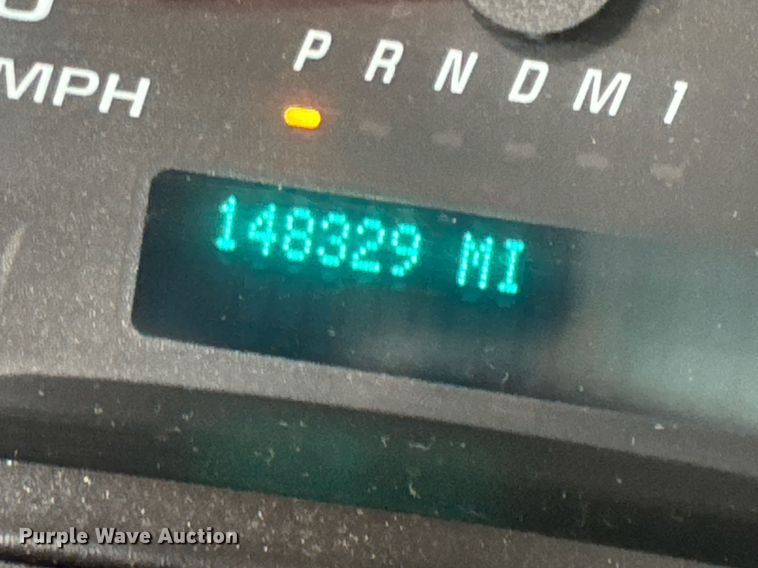 P R N D M 1
MPH
148329 MI
Purple Wave Auction